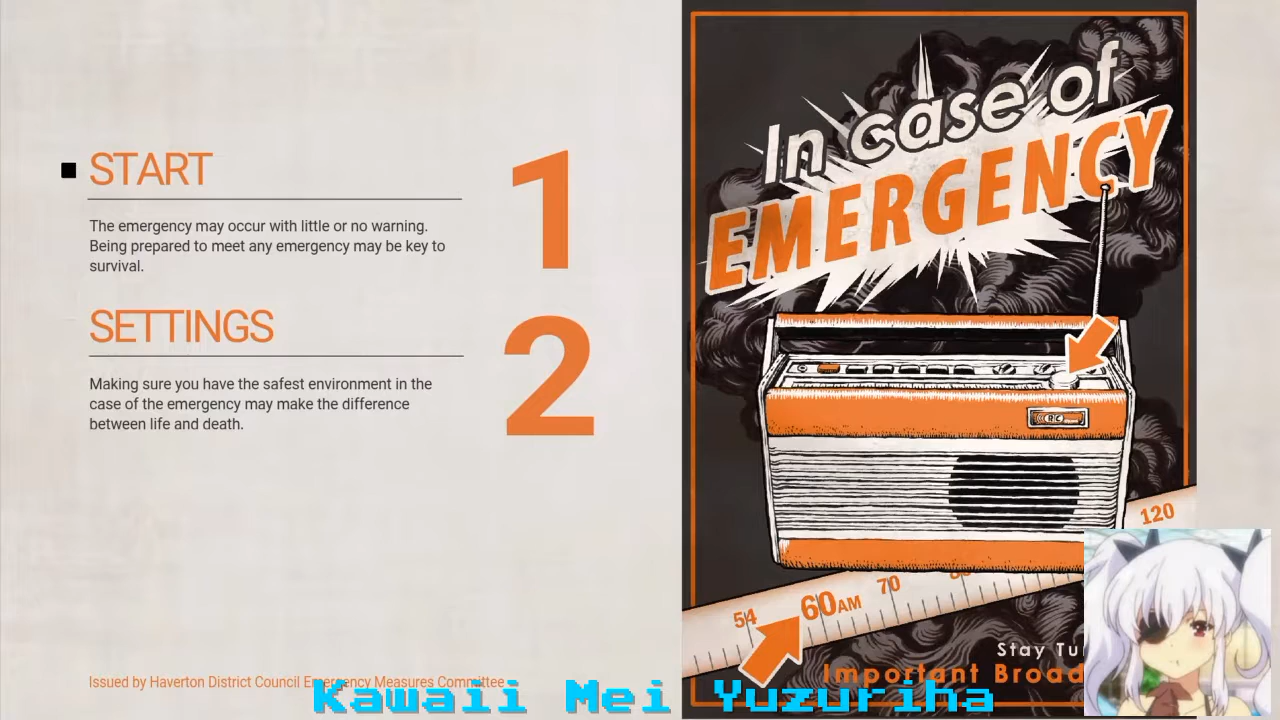 START
The emergency may occur with little or no warning.
Being prepared to meet any emergency may be key to
survival.
1
SETTINGS
Making sure you have the safest environment in the
case of the emergency may make the difference
between life and death.
2
Issued by Haverton District Council Emergency Measures Committee
In case of
EMERGENCY
120
70
60AM
54
Stay Tu
Important Broad
Kawaii Mei Yuzuriha